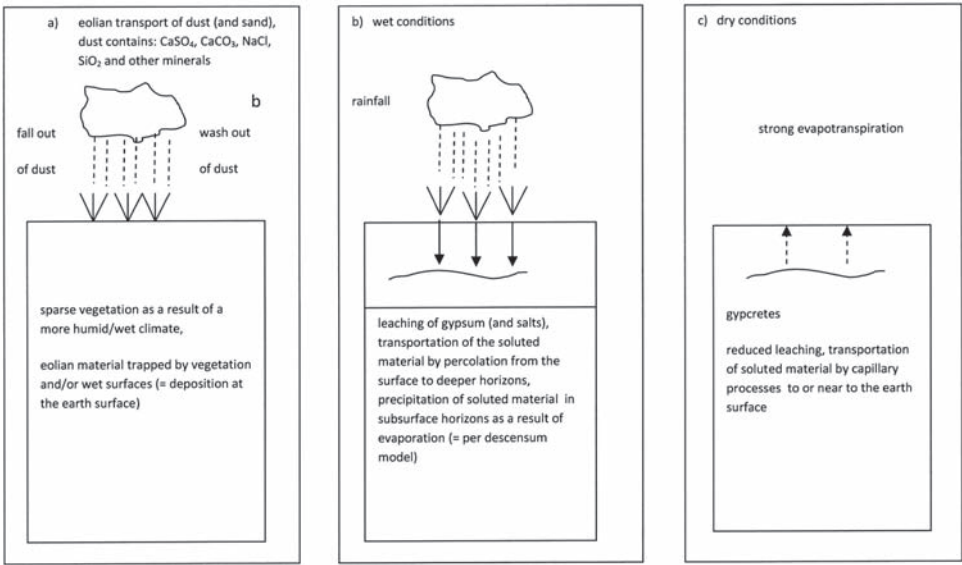 a) eolian transport of dust (and sand),
dust contains: CaSO₄, CaCO₃, NaCl,
SiO₂ and other minerals
b
fall out
wash out
of dust
of dust
sparse vegetation as a result of a
more humid/wet climate,
eolian material trapped by vegetation
and/or wet surfaces (= deposition at
the earth surface)
b) wet conditions
rainfall
leaching of gypsum (and salts),
transportation of the soluted
material by percolation from the
surface to deeper horizons,
precipitation of soluted material in
subsurface horizons as a result of
evaporation (= per descensum
model)
c) dry conditions
strong evapotranspiration
gypcretes
reduced leaching, transportation
of soluted material by capillary
processes to or near to the earth
surface